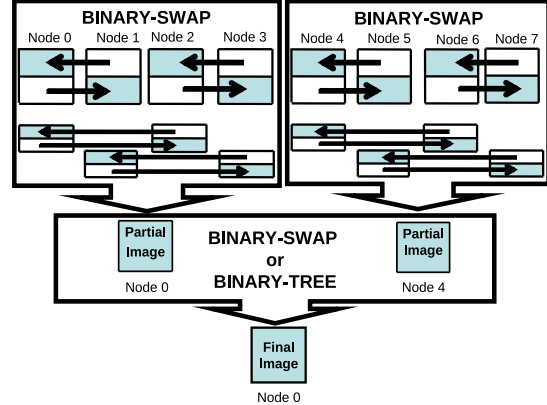 BINARY-SWAP
Node 0 Node 1 Node 2 Node 3
BINARY-SWAP
Node 4 Node 5 Node 6 Node 7
Partial
Image
Node 0
BINARY-SWAP
or
BINARY-TREE
Partial
Image
Node 4
Final
Image
Node 0